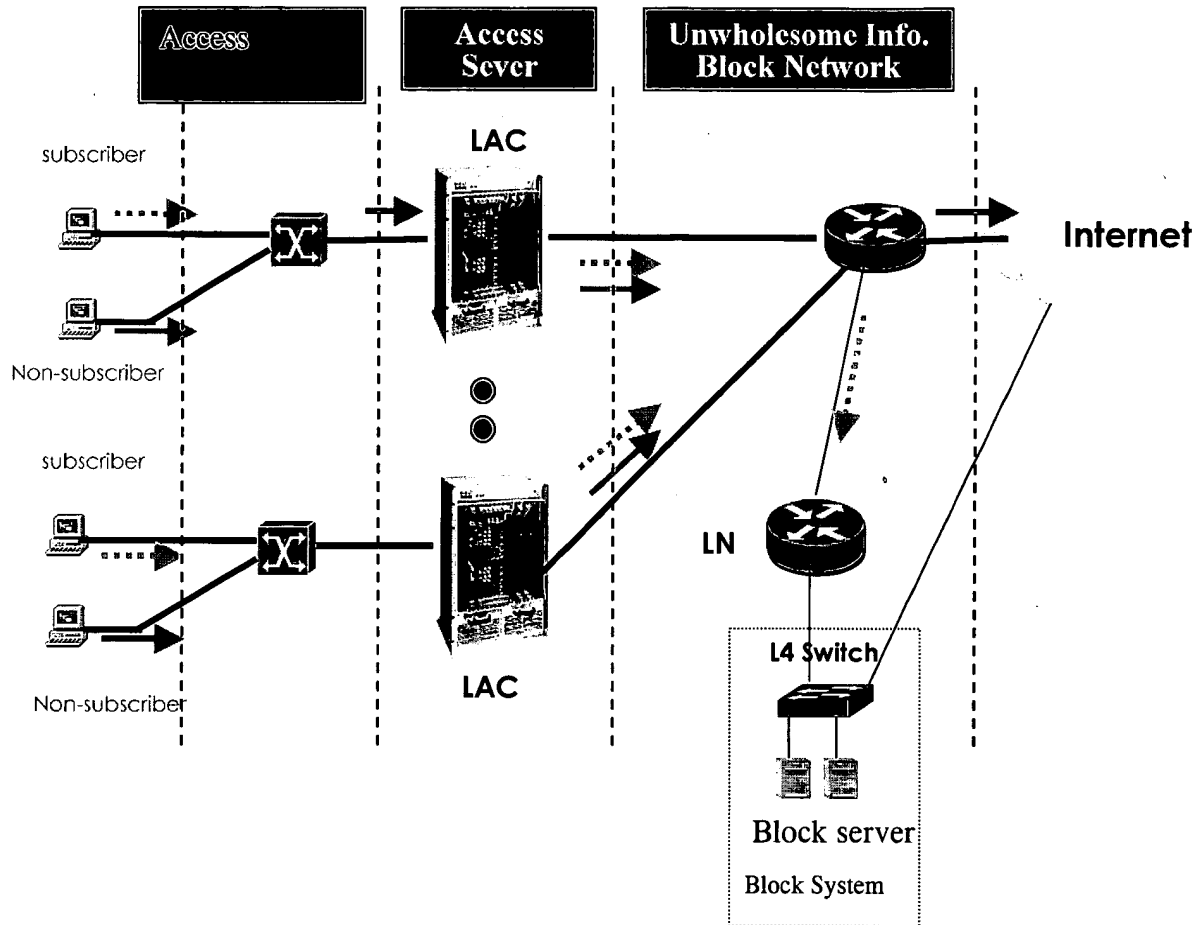 Access
Access
Sever
Unwholesome Info.
Block Network
LAC
subscriber
Internet
Non-subscriber
subscriber
LN
L4 Switch
LAC
Non-subscriber
Block server
Block System